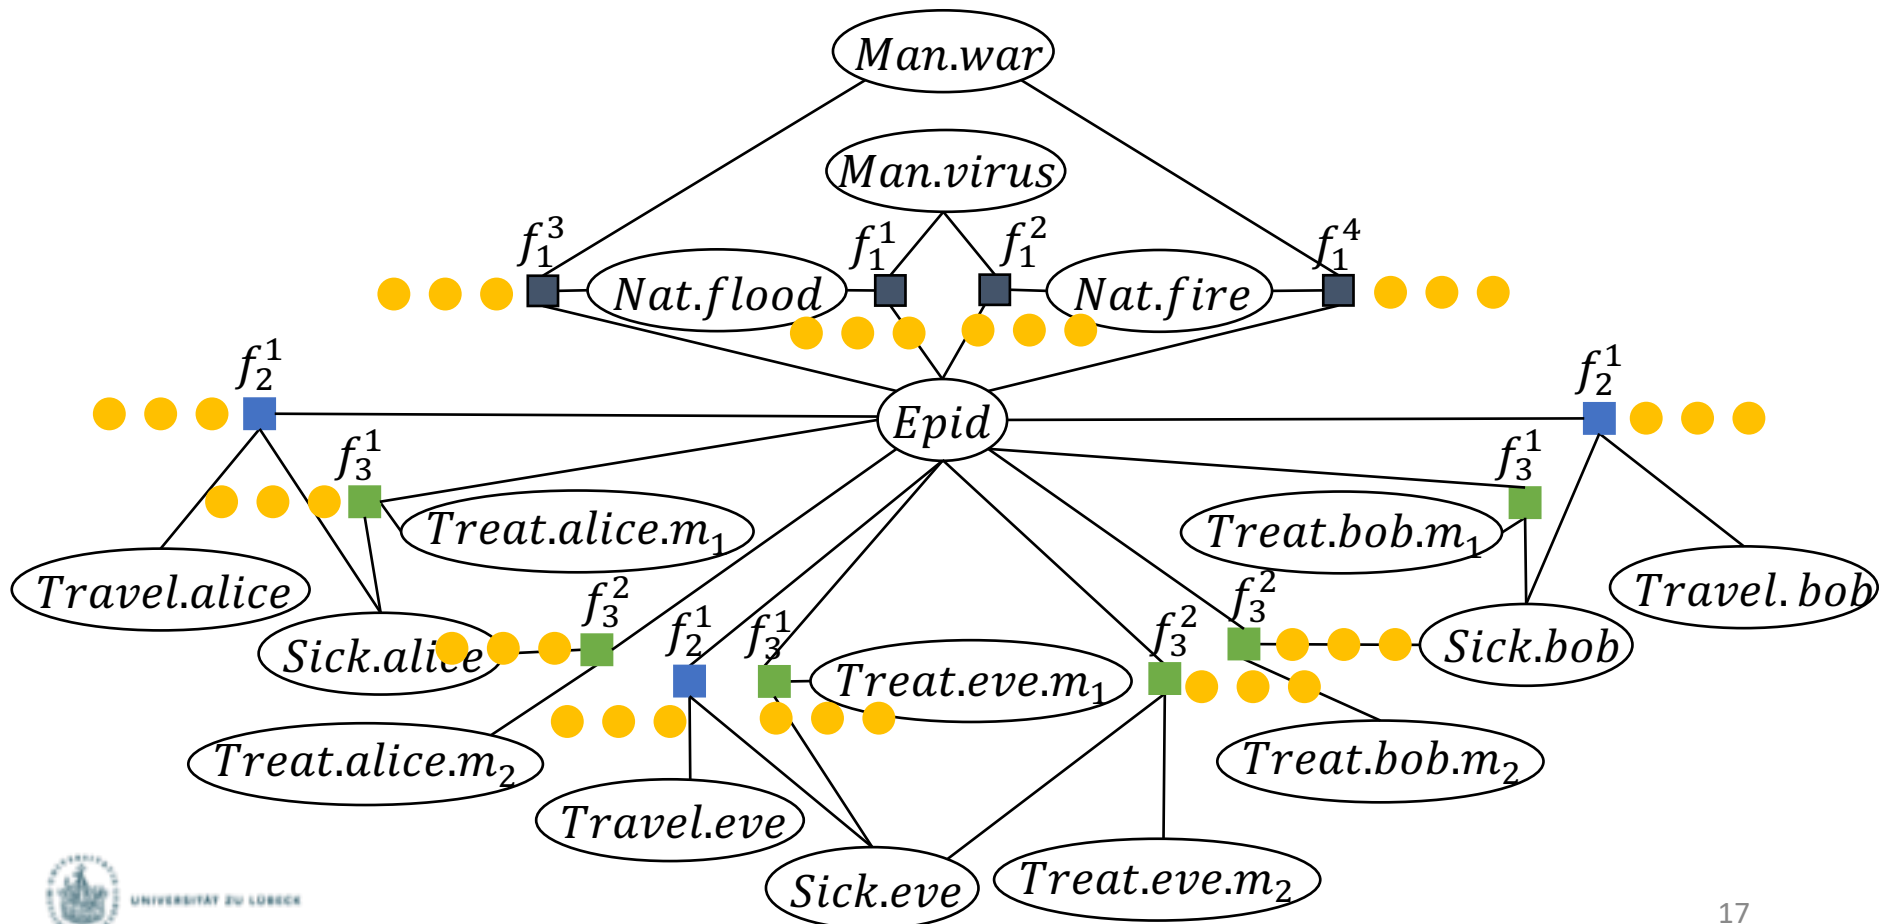 Man.war
Man.virus
f_1^3
f_1^1
f_1^2
f_1^4
Nat.flood
Nat.fire
f_2^1
f_2^1
Epid
f_3^1
f_3^1
Treat.alice.m_1
Treat.bob.m_1
Travel.alice
Travel.bob
f_3^2
f_2^1
f_3^1
f_3^2
f_3^2
Sick.alice
Sick.bob
Treat.eve.m_1
Treat.alice.m_2
Treat.bob.m_2
Travel.eve
Sick.eve
Treat.eve.m_2
UNIVERSITÄT ZU LÜBECK
17